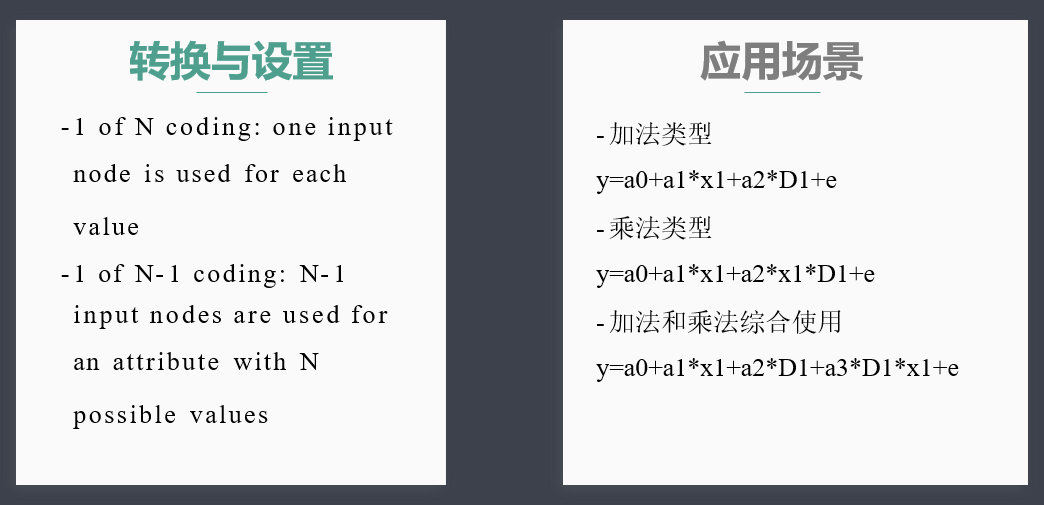 转换与设置
-1 of N coding: one input
node is used for each
value
-1 of N-1 coding: N-1
input nodes are used for
an attribute with N
possible values
应用场景
-加法类型
y=a0+a1*x1+a2*D1+e
-乘法类型
y=a0+a1*x1+a2*x1*D1+e
-加法和乘法综合使用
y=a0+a1*x1+a2*D1+a3*D1*x1+e